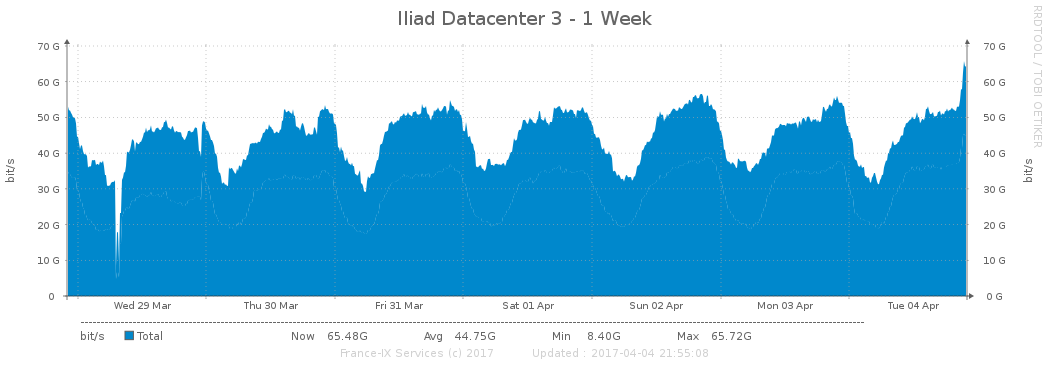 Iliad Datacenter 3 - 1 Week
RRDTOOL / TOBI OETIKER
70 G 70 G
60 G 60 G
50 G 50 G
40 G 40 G
30 G 30 G
20 G 20 G
10 G 10 G
0 0 G
bit/s bit/s
Wed 29 Mar Thu 30 Mar Fri 31 Mar Sat 01 Apr Sun 02 Apr Mon 03 Apr Tue 04 Apr
bit/s Total Now 65.48G Avg 44.75G Min 8.40G Max 65.72G
France-IX Services (c) 2017 Updated : 2017-04-04 21:55:08